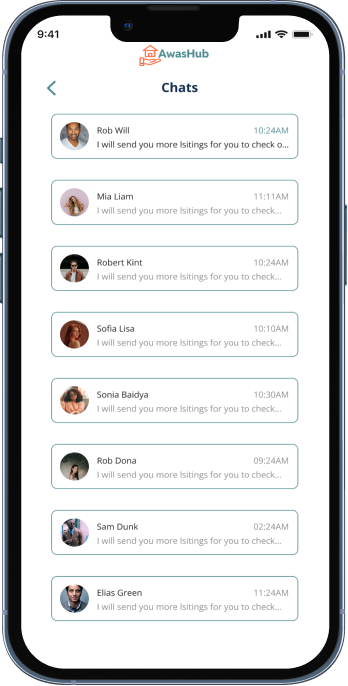 9:41
AwasHub
Chats
Rob Will 10:24AM
I will send you more lsitings for you to check o...
Mia Liam 11:11AM
I will send you more lsitings for you to check...
Robert Kint 10:24AM
I will send you more lsitings for you to check...
Sofia Lisa 10:10AM
I will send you more lsitings for you to check...
Sonia Baidya 10:30AM
I will send you more lsitings for you to check...
Rob Dona 09:24AM
I will send you more lsitings for you to check...
Sam Dunk 02:24AM
I will send you more lsitings for you to check...
Elias Green 11:24AM
I will send you more lsitings for you to check...